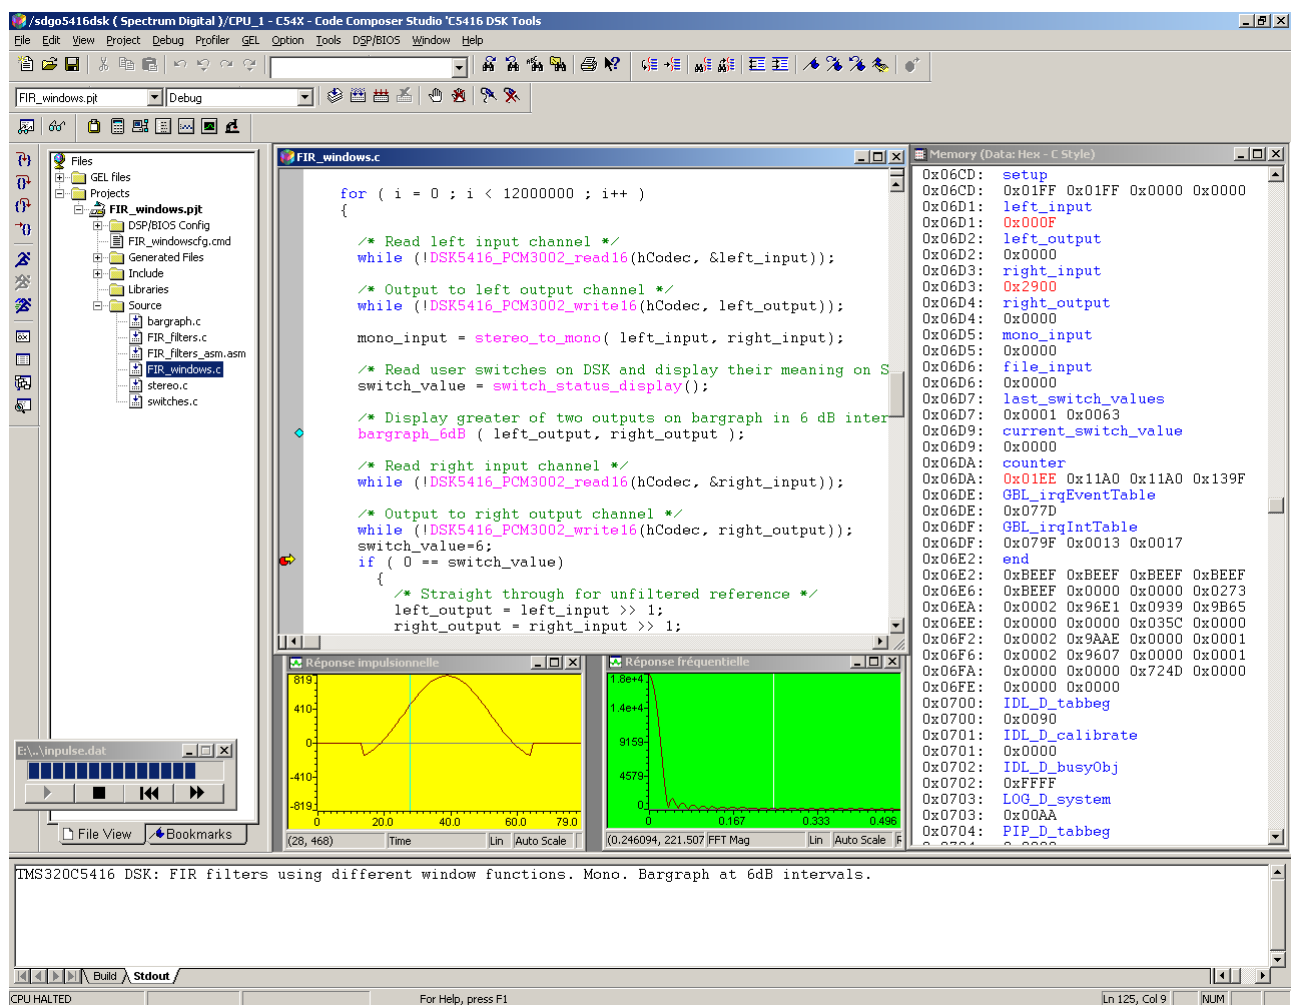 /sdgo5416dsk ( Spectrum Digital )/CPU_1 - C54X - Code Composer Studio 'C5416 DSK Tools
File Edit View Project Debug Profiler GEL Option Tools DSP/BIOS Window Help
FIR_windows.pjt Debug
Files
GEL files
Projects
FIR_windows.pjt
DSP/BIOS Config
FIR_windowscfg.cmd
Generated Files
Include
Libraries
Source
bargraph.c
FIR_filters.c
FIR_filters_asm.asm
FIR_windows.c
stereo.c
switches.c
E:\..\inpulse.dat
File View Bookmarks
FIR_windows.c
for ( i = 0 ; i < 12000000 ; i++ )
{
/* Read left input channel */
while (!DSK5416_PCM3002_read16(hCodec, &left_input));
/* Output to left output channel */
while (!DSK5416_PCM3002_write16(hCodec, left_output));
mono_input = stereo_to_mono( left_input, right_input);
/* Read user switches on DSK and display their meaning on S
switch_value = switch_status_display();
/* Display greater of two outputs on bargraph in 6 dB inter
bargraph_6dB ( left_output, right_output );
/* Read right input channel */
while (!DSK5416_PCM3002_read16(hCodec, &right_input));
/* Output to right output channel */
while (!DSK5416_PCM3002_write16(hCodec, right_output));
switch_value=6;
if ( 0 == switch_value)
{
/* Straight through for unfiltered reference */
left_output = left_input >> 1;
right_output = right_input >> 1;
Réponse impulsionnelle
819
410
0
-410
-819
0 20.0 40.0 60.0 79.0
(28, 468) Time Lin Auto Scale
Réponse fréquentielle
1.8e+4
1.4e+4
9159
4579
0
0 0.167 0.333 0.496
(0.246094, 221.507 FFT Mag Lin Auto Scale F
Memory (Data: Hex - C Style)
0x06CD: setup
0x06CD: 0x01FF 0x01FF 0x0000 0x0000
0x06D1: left_input
0x06D1: 0x000F
0x06D2: left_output
0x06D2: 0x0000
0x06D3: right_input
0x06D3: 0x2900
0x06D4: right_output
0x06D4: 0x0000
0x06D5: mono_input
0x06D5: 0x0000
0x06D6: file_input
0x06D6: 0x0000
0x06D7: last_switch_values
0x06D7: 0x0001 0x0063
0x06D9: current_switch_value
0x06D9: 0x0000
0x06DA: counter
0x06DA: 0x01EE 0x11A0 0x11A0 0x139F
0x06DE: GBL_irqEventTable
0x06DE: 0x077D
0x06DF: GBL_irqIntTable
0x06DF: 0x079F 0x0013 0x0017
0x06E2: end
0x06E2: 0xBEEF 0xBEEF 0xBEEF 0xBEEF
0x06E6: 0xBEEF 0x0000 0x0000 0x0273
0x06EA: 0x0002 0x96E1 0x0939 0x9B65
0x06EE: 0x0000 0x0000 0x035C 0x0000
0x06F2: 0x0002 0x9AAE 0x0000 0x0001
0x06F6: 0x0002 0x9607 0x0000 0x0001
0x06FA: 0x0000 0x0000 0x724D 0x0000
0x06FE: 0x0000 0x0000
0x0700: IDL_D_tabbeg
0x0700: 0x0090
0x0701: IDL_D_calibrate
0x0701: 0x0000
0x0702: IDL_D_busyObj
0x0702: 0xFFFF
0x0703: LOG_D_system
0x0703: 0x00AA
0x0704: PIP_D_tabbeg
TMS320C5416 DSK: FIR filters using different window functions. Mono. Bargraph at 6dB intervals.
Build Stdout
CPU HALTED For Help, press F1 Ln 125, Col 9 NUM